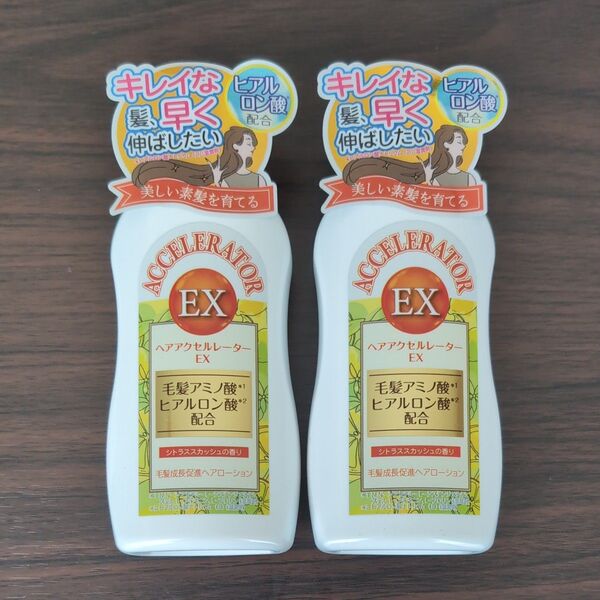 キレイな
髪、早く
伸ばしたい
ヒアル
ロン酸
配合
美しい素髪を育てる
ACCELERATOR
EX
ヘアアクセルレーター
EX
毛髪アミノ酸*1
ヒアルロン酸*2
配合
シトラススカッシュの香り
毛髪成長促進ヘアローション
キレイな
髪、早く
伸ばしたい
ヒアル
ロン酸
配合
美しい素髪を育てる
ACCELERATOR
EX
ヘアアクセルレーター
EX
毛髪アミノ酸*1
ヒアルロン酸*2
配合
シトラススカッシュの香り
毛髪成長促進ヘアローション